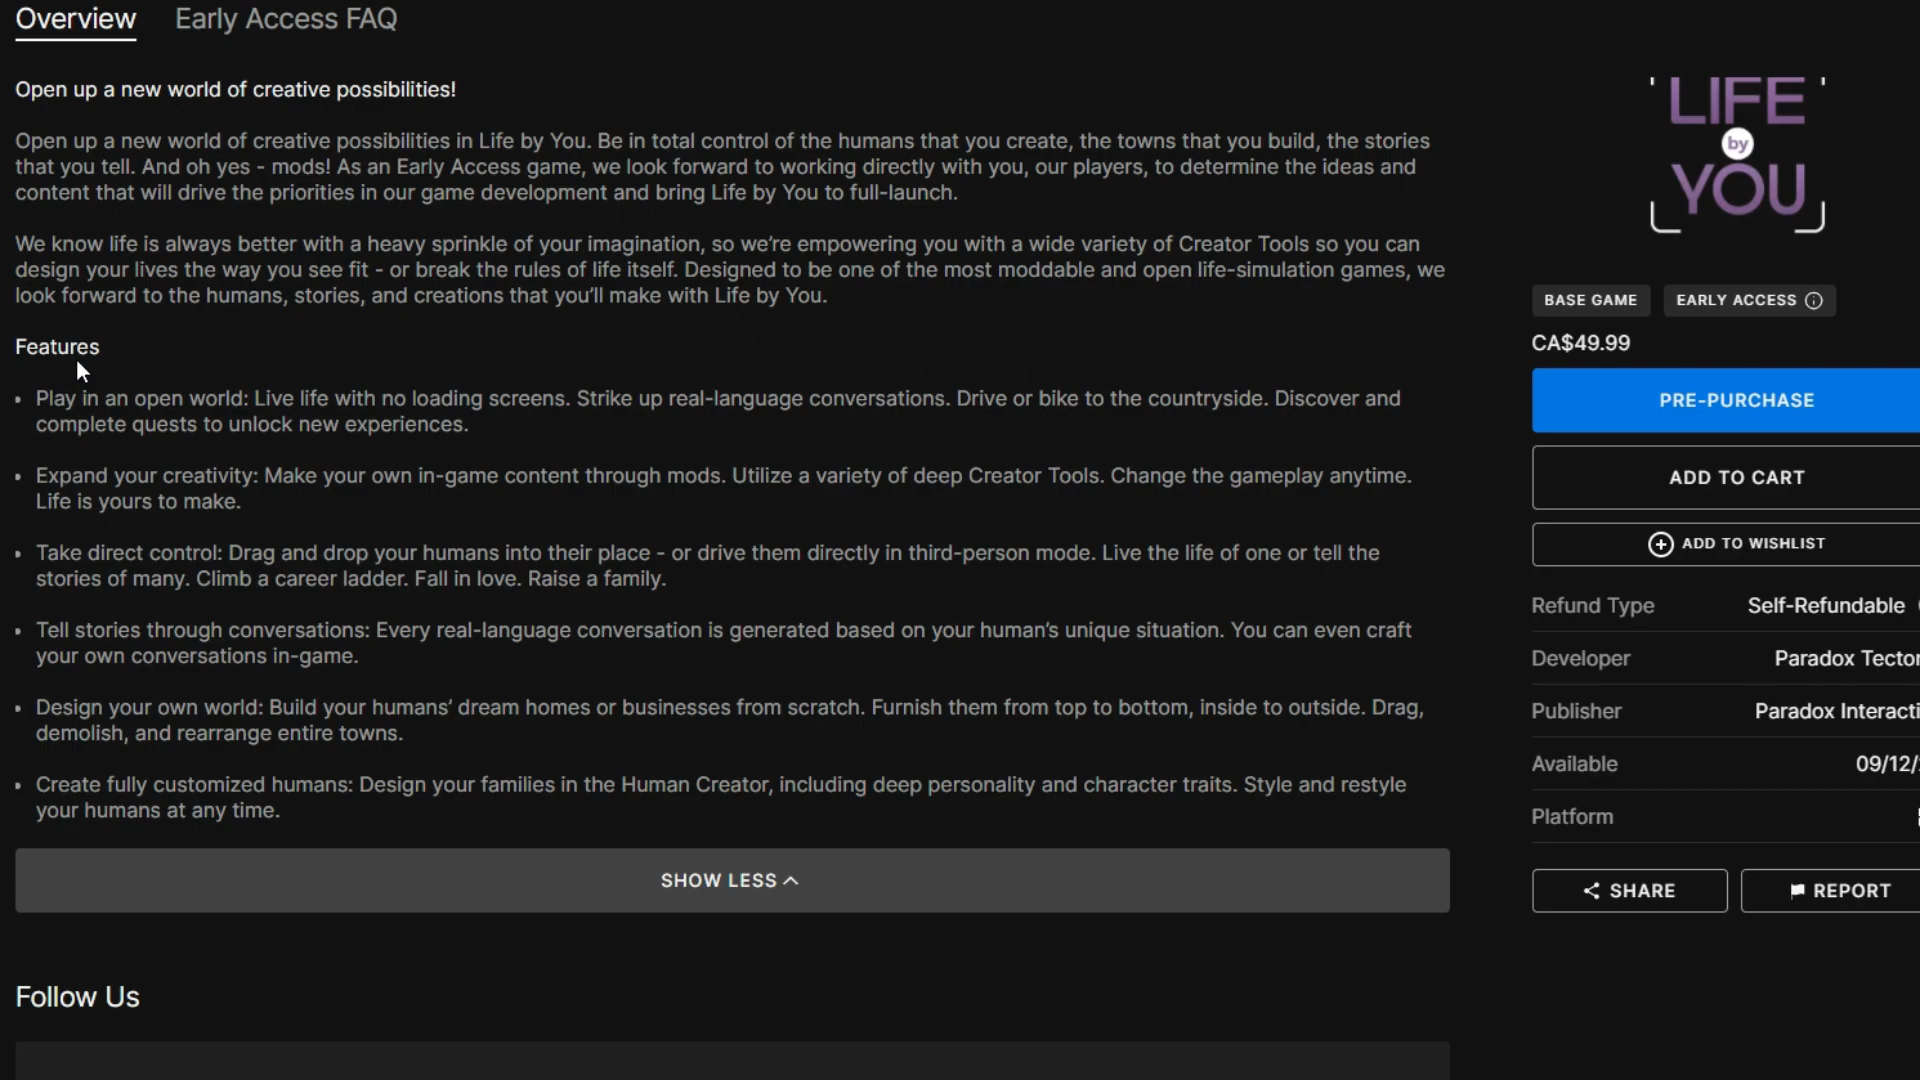 Overview Early Access FAQ
Open up a new world of creative possibilities!
Open up a new world of creative possibilities in Life by You. Be in total control of the humans that you create, the towns that you build, the stories
that you tell. And oh yes - mods! As an Early Access game, we look forward to working directly with you, our players, to determine the ideas and
content that will drive the priorities in our game development and bring Life by You to full-launch.
We know life is always better with a heavy sprinkle of your imagination, so we're empowering you with a wide variety of Creator Tools so you can
design your lives the way you see fit - or break the rules of life itself. Designed to be one of the most moddable and open life-simulation games, we
look forward to the humans, stories, and creations that you'll make with Life by You.
Features
• Play in an open world: Live life with no loading screens. Strike up real-language conversations. Drive or bike to the countryside. Discover and
complete quests to unlock new experiences.
• Expand your creativity: Make your own in-game content through mods. Utilize a variety of deep Creator Tools. Change the gameplay anytime.
Life is yours to make.
• Take direct control: Drag and drop your humans into their place - or drive them directly in third-person mode. Live the life of one or tell the
stories of many. Climb a career ladder. Fall in love. Raise a family.
• Tell stories through conversations: Every real-language conversation is generated based on your human's unique situation. You can even craft
your own conversations in-game.
• Design your own world: Build your humans' dream homes or businesses from scratch. Furnish them from top to bottom, inside to outside. Drag,
demolish, and rearrange entire towns.
• Create fully customized humans: Design your families in the Human Creator, including deep personality and character traits. Style and restyle
your humans at any time.
SHOW LESS
Follow Us
LIFE
by
YOU
BASE GAME EARLY ACCESS
CA$49.99
PRE-PURCHASE
ADD TO CART
ADD TO WISHLIST
Refund Type Self-Refundable
Developer Paradox Tector
Publisher Paradox Interacti
Available 09/12/
Platform
SHARE REPORT